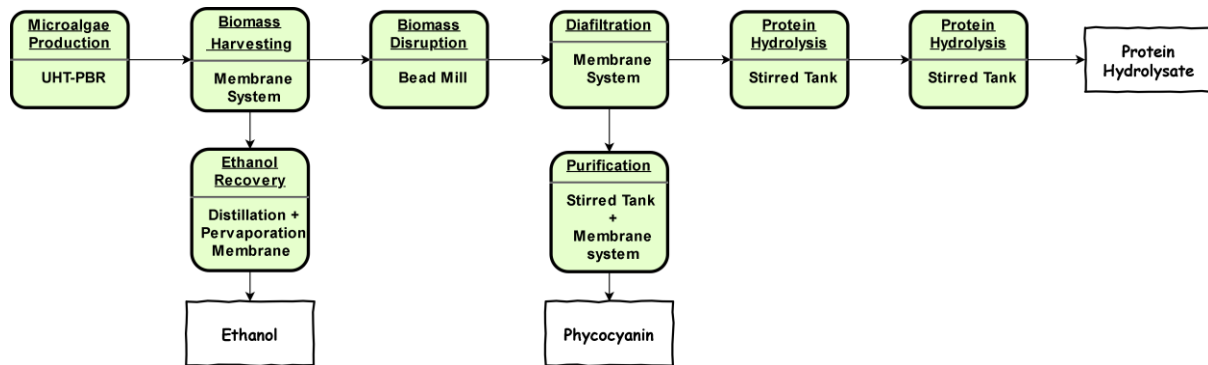 Microalgae
Production
UHT-PBR
Biomass
Harvesting
Membrane
System
Biomass
Disruption
Bead Mill
Diafiltration
Membrane
System
Protein
Hydrolysis
Stirred Tank
Protein
Hydrolysis
Stirred Tank
Protein
Hydrolysate
Ethanol
Recovery
Distillation +
Pervaporation
Membrane
Purification
Stirred Tank
+
Membrane
system
Ethanol
Phycocyanin